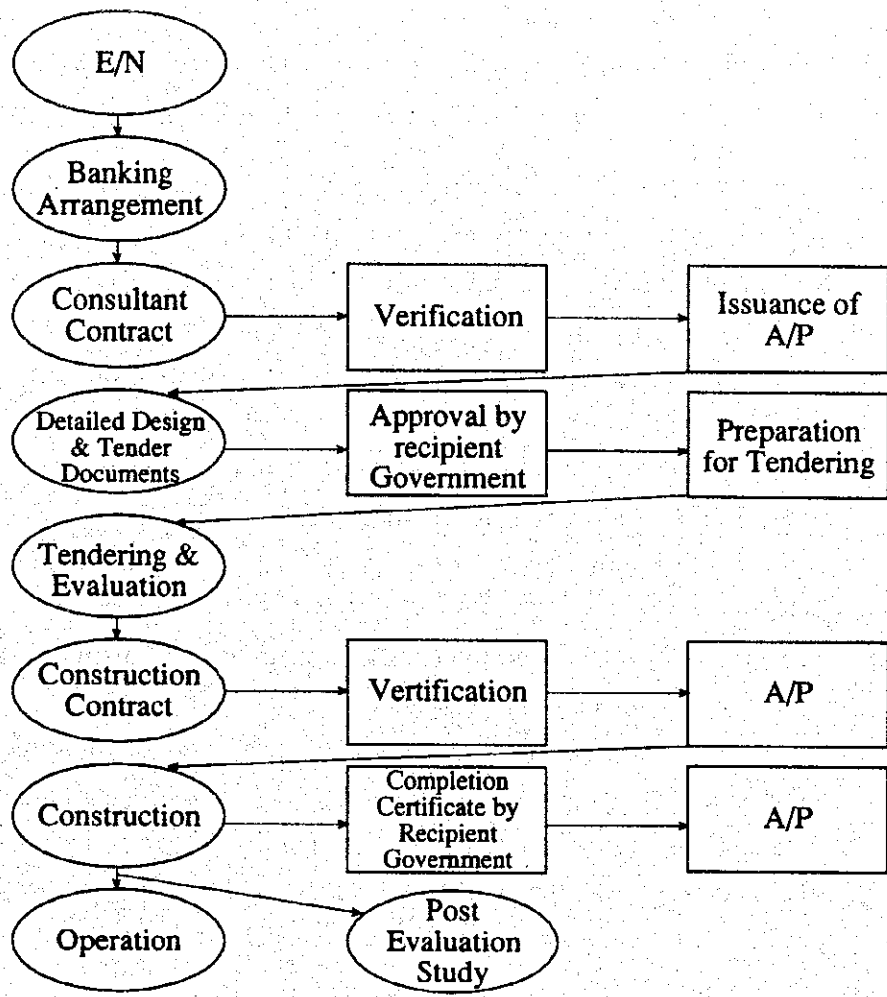 E/N
Banking
Arrangement
Consultant
Contract
Verification
Issuance of
A/P
Detailed Design
& Tender
Documents
Approval by
recipient
Government
Preparation
for Tendering
Tendering &
Evaluation
Construction
Contract
Vertification
A/P
Construction
Completion
Certificate by
Recipient
Government
A/P
Operation
Post
Evaluation
Study